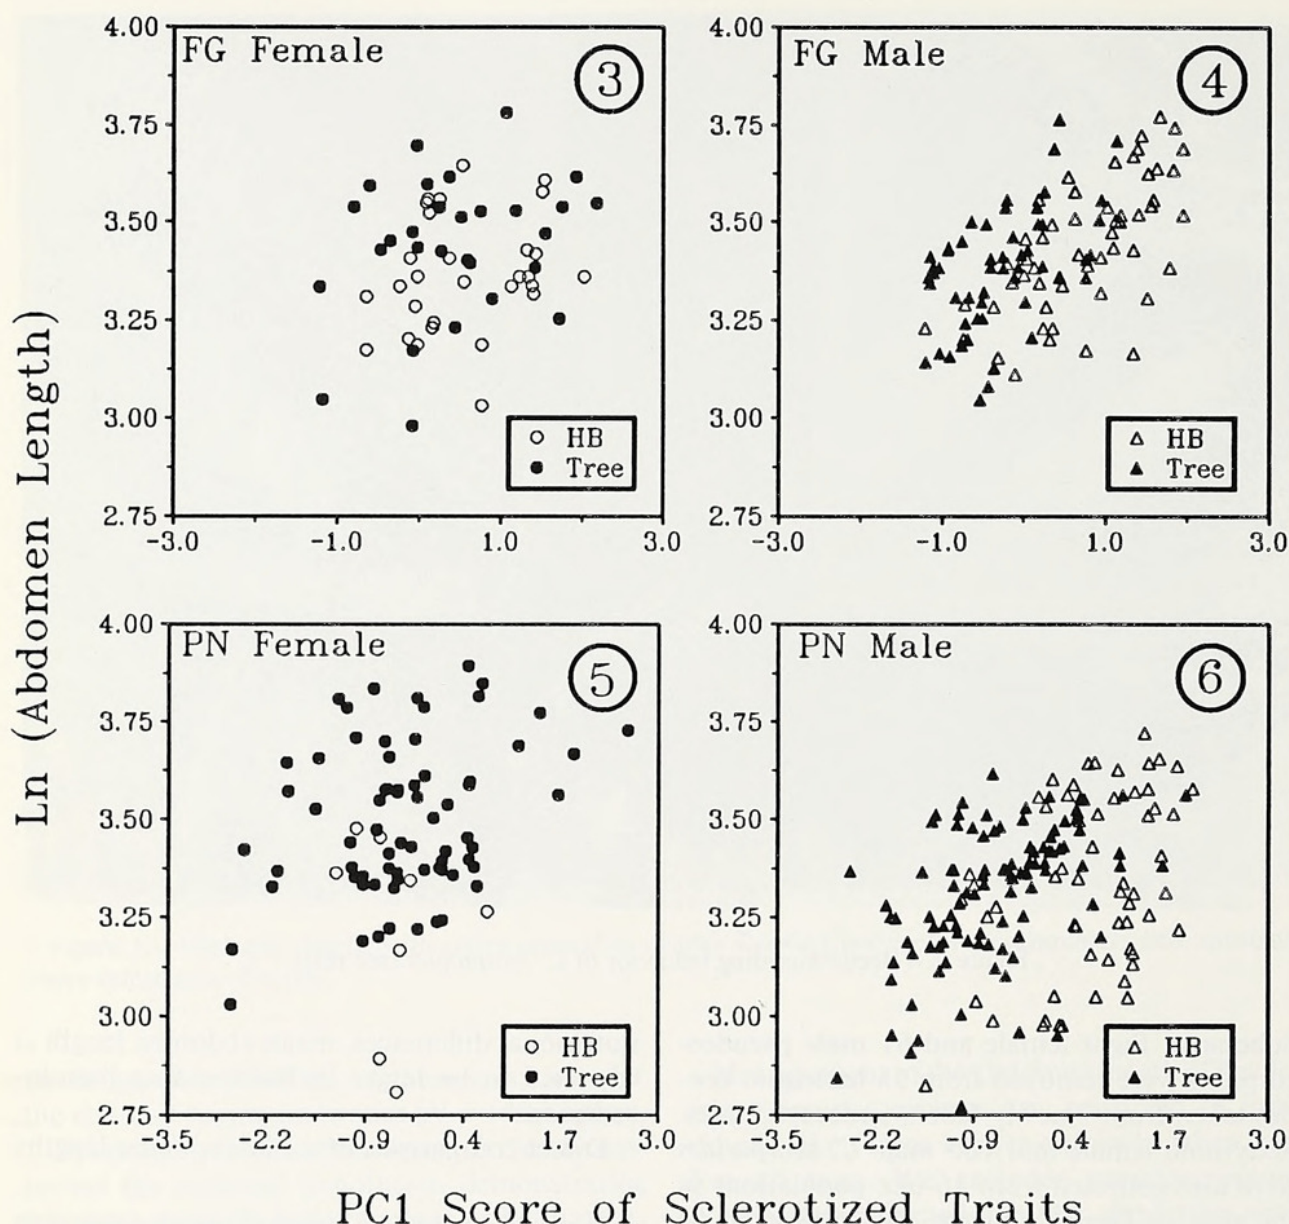 FG Female
3
FG Male
4
4.00
3.75
3.50
3.25
3.00
2.75
HB
Tree
-3.0 -1.0 1.0 3.0
4.00
3.75
3.50
3.25
3.00
2.75
HB
Tree
-3.0 -1.0 1.0 3.0
Ln (Abdomen Length)
PN Female
5
4.00
3.75
3.50
3.25
3.00
2.75
HB
Tree
-3.5 -2.2 -0.9 0.4 1.7 3.0
PN Male
6
4.00
3.75
3.50
3.25
3.00
2.75
HB
Tree
-3.5 -2.2 -0.9 0.4 1.7 3.0
PC1 Score of Sclerotized Traits